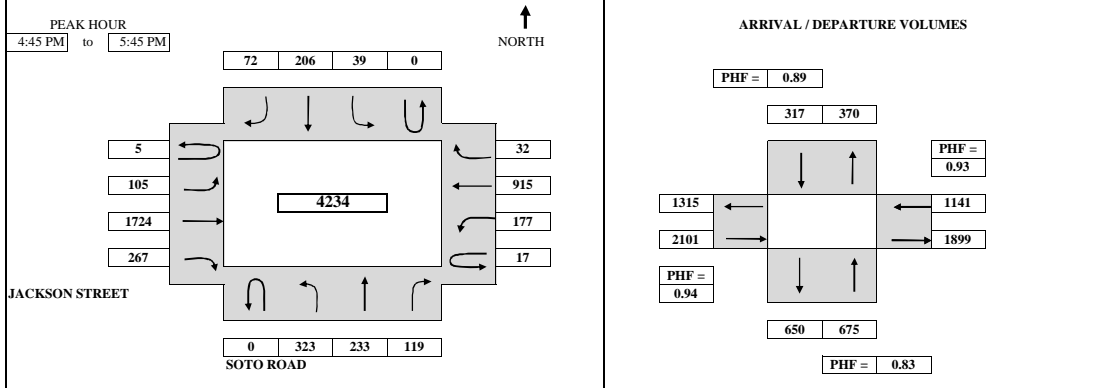 PEAK HOUR
4:45 PM to 5:45 PM
NORTH
72 206 39 0
5
105
1724
267
4234
32
915
177
17
JACKSON STREET
0 323 233 119
SOTO ROAD
ARRIVAL / DEPARTURE VOLUMES
PHF = 0.89
317 370
PHF =
0.93
1315
2101
1141
1899
PHF =
0.94
650 675
PHF = 0.83